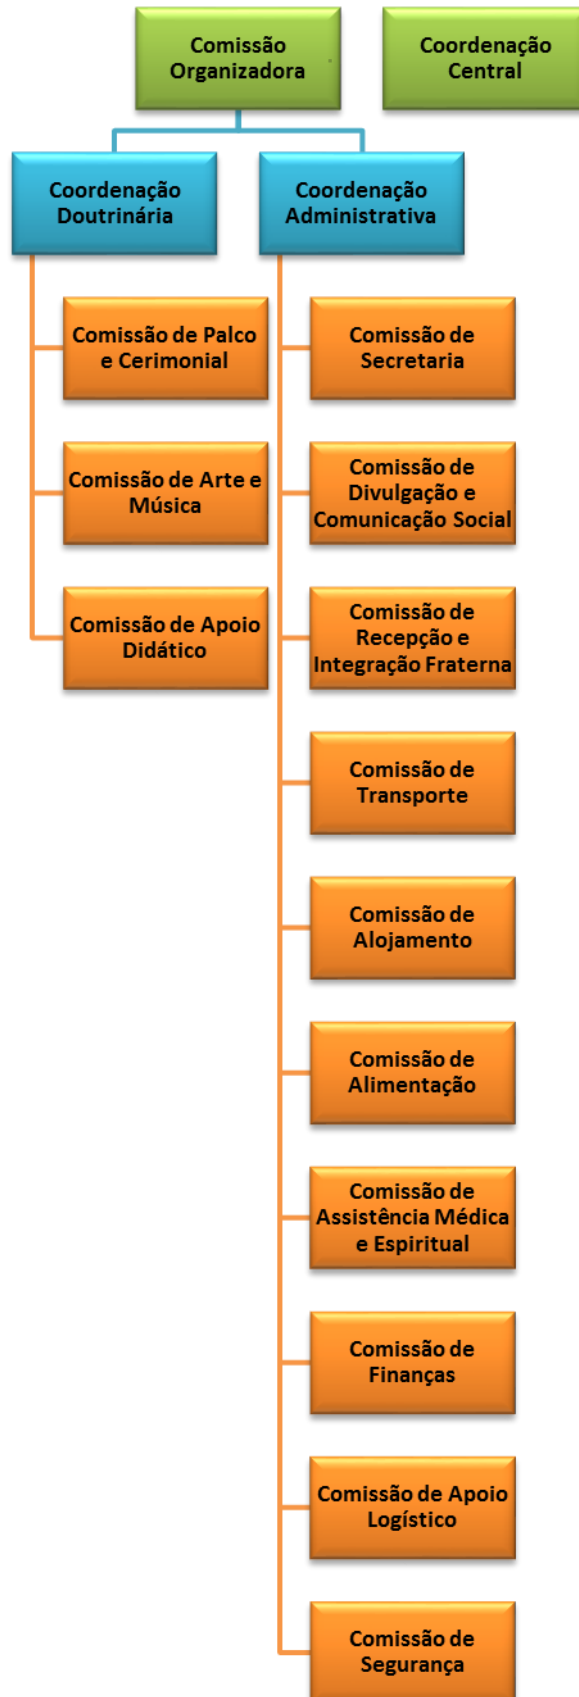 Comissão
Organizadora
Coordenação
Central
Coordenação
Doutrinária
Coordenação
Administrativa
Comissão de Palco
e Cerimonial
Comissão de Arte e
Música
Comissão de Apoio
Didático
Comissão de
Secretaria
Comissão de
Divulgação e
Comunicação Social
Comissão de
Recepção e
Integração Fraterna
Comissão de
Transporte
Comissão de
Alojamento
Comissão de
Alimentação
Comissão de
Assistência Médica
e Espiritual
Comissão de
Finanças
Comissão de Apoio
Logístico
Comissão de
Segurança